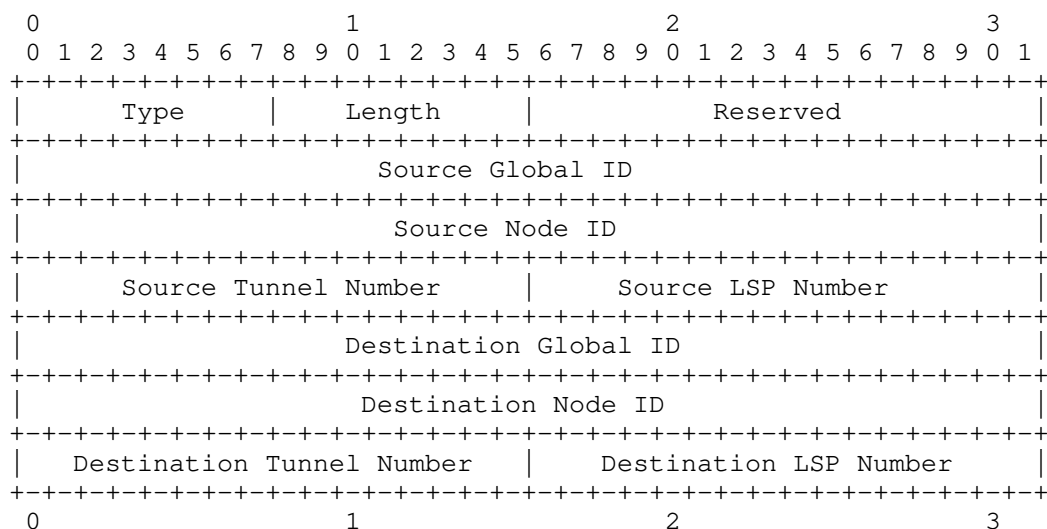 0                   1                   2                   3
 0 1 2 3 4 5 6 7 8 9 0 1 2 3 4 5 6 7 8 9 0 1 2 3 4 5 6 7 8 9 0 1
+-+-+-+-+-+-+-+-+-+-+-+-+-+-+-+-+-+-+-+-+-+-+-+-+-+-+-+-+-+-+-+-+
|      Type     |    Length     |           Reserved            |
+-+-+-+-+-+-+-+-+-+-+-+-+-+-+-+-+-+-+-+-+-+-+-+-+-+-+-+-+-+-+-+-+
|                      Source Global ID                         |
+-+-+-+-+-+-+-+-+-+-+-+-+-+-+-+-+-+-+-+-+-+-+-+-+-+-+-+-+-+-+-+-+
|                       Source Node ID                          |
+-+-+-+-+-+-+-+-+-+-+-+-+-+-+-+-+-+-+-+-+-+-+-+-+-+-+-+-+-+-+-+-+
|      Source Tunnel Number     |     Source LSP Number         |
+-+-+-+-+-+-+-+-+-+-+-+-+-+-+-+-+-+-+-+-+-+-+-+-+-+-+-+-+-+-+-+-+
|                    Destination Global ID                      |
+-+-+-+-+-+-+-+-+-+-+-+-+-+-+-+-+-+-+-+-+-+-+-+-+-+-+-+-+-+-+-+-+
|                     Destination Node ID                       |
+-+-+-+-+-+-+-+-+-+-+-+-+-+-+-+-+-+-+-+-+-+-+-+-+-+-+-+-+-+-+-+-+
|   Destination Tunnel Number   |    Destination LSP Number     |
+-+-+-+-+-+-+-+-+-+-+-+-+-+-+-+-+-+-+-+-+-+-+-+-+-+-+-+-+-+-+-+-+
 0                   1                   2                   3